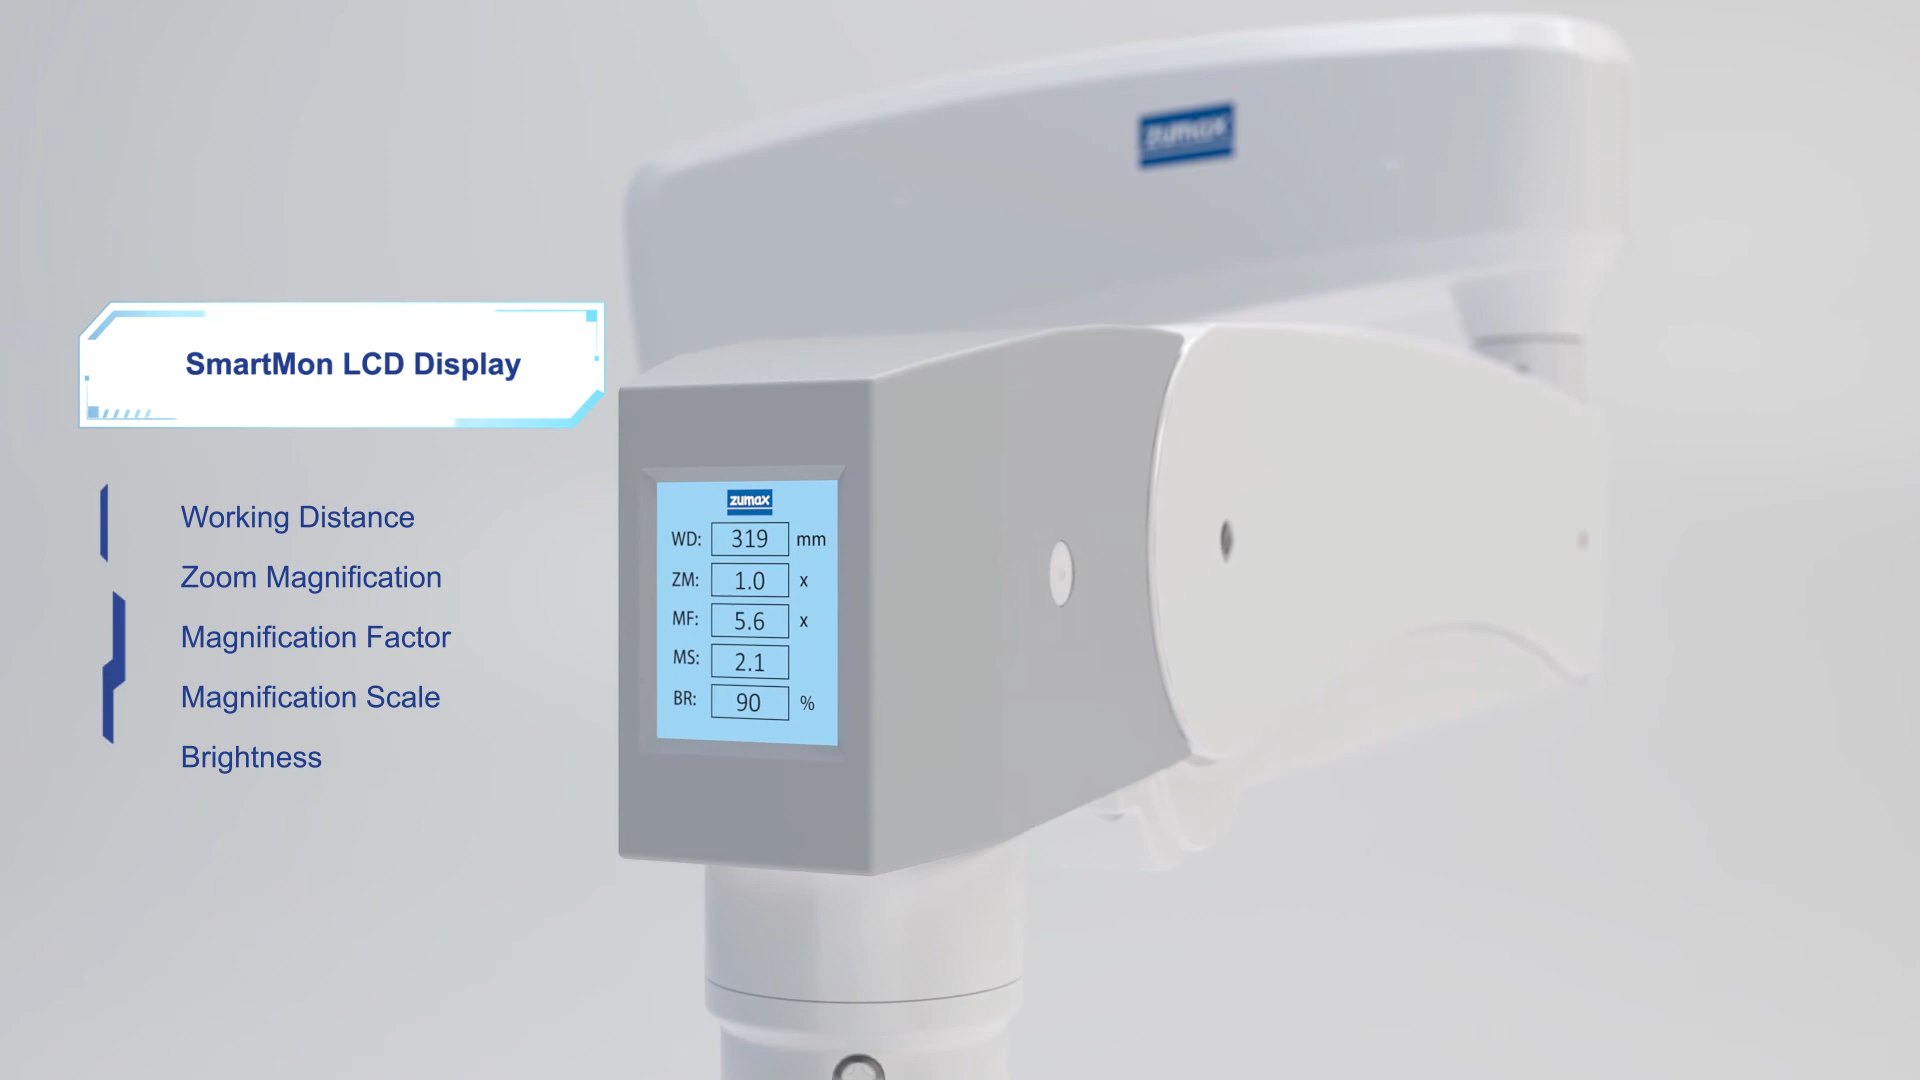 zumax
SmartMon LCD Display
Working Distance
Zoom Magnification
Magnification Factor
Magnification Scale
Brightness
zumax
WD: 319 mm
ZM: 1.0 x
MF: 5.6 x
MS: 2.1
BR: 90 %